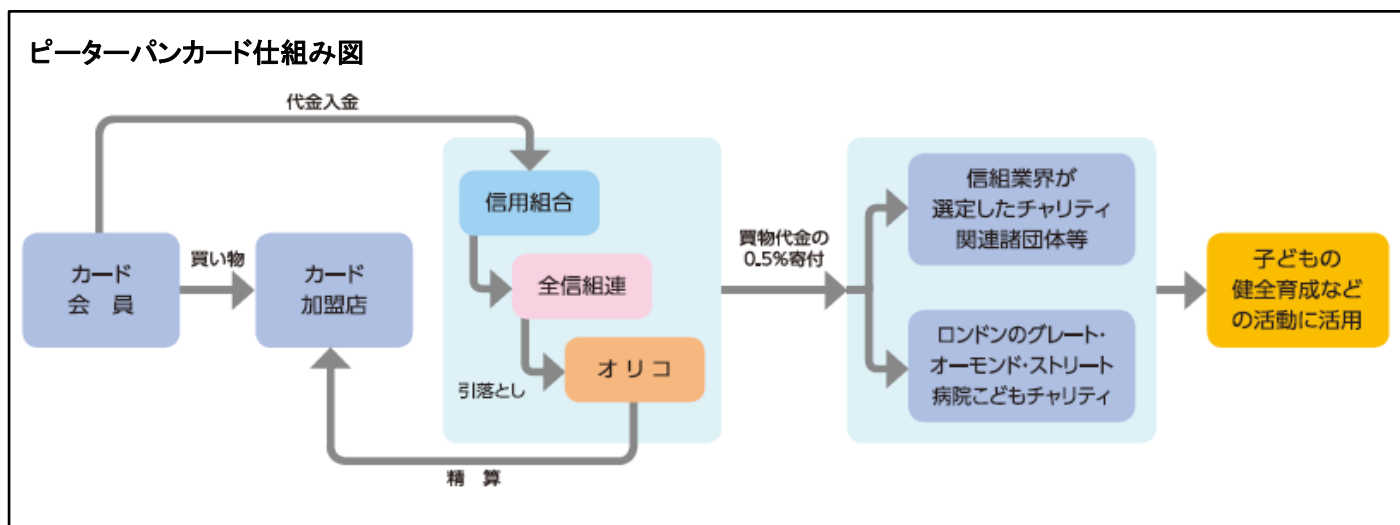 ピーターパンカード仕組み図
代金入金
カード
会　員
買い物
カード
加盟店
信用組合
全信組連
オリコ
引落とし
精　算
買物代金の
0.5%寄付
信組業界が
選定したチャリティ
関連諸団体等
ロンドンのグレート・
オーモンド・ストリート
病院こどもチャリティ
子どもの
健全育成など
の活動に活用